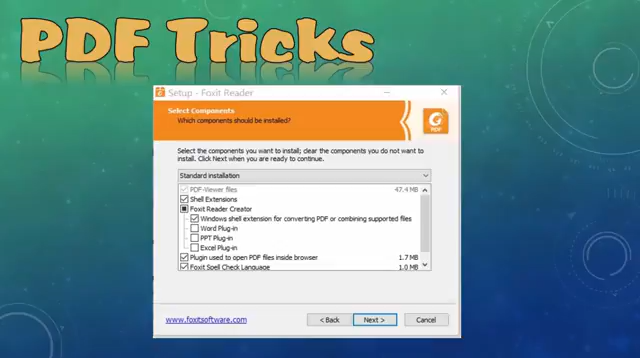 PDF Tricks
Setup - Foxit Reader
Select Components
Which components should be installed?
PDF
Select the components you want to install; clear the components you do not want to
install. Click Next when you are ready to continue.
Standard installation
PDF-Viewer files 47.4 MB
Shell Extensions
Foxit Reader Creator
Windows shell extension for converting PDF or combining supported files
Word Plug-in
PPT Plug-in
Excel Plug-in
Plugin used to open PDF files inside browser 1.7 MB
Foxit Spell Check Language 1.0 MB
www.foxitsoftware.com
< Back
Next >
Cancel